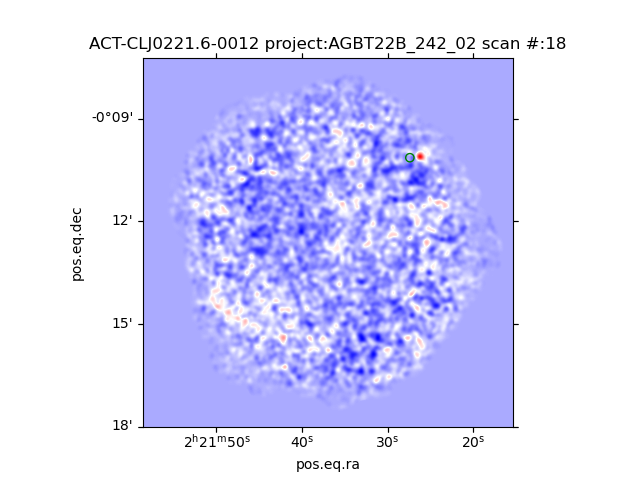 ACT-CLJ0221.6-0012 project:AGBT22B_242_02 scan #:18
-0°09'
12'
15'
18'
pos.eq.dec
2ʰ21ᵐ50ˢ 40ˢ 30ˢ 20ˢ
pos.eq.ra